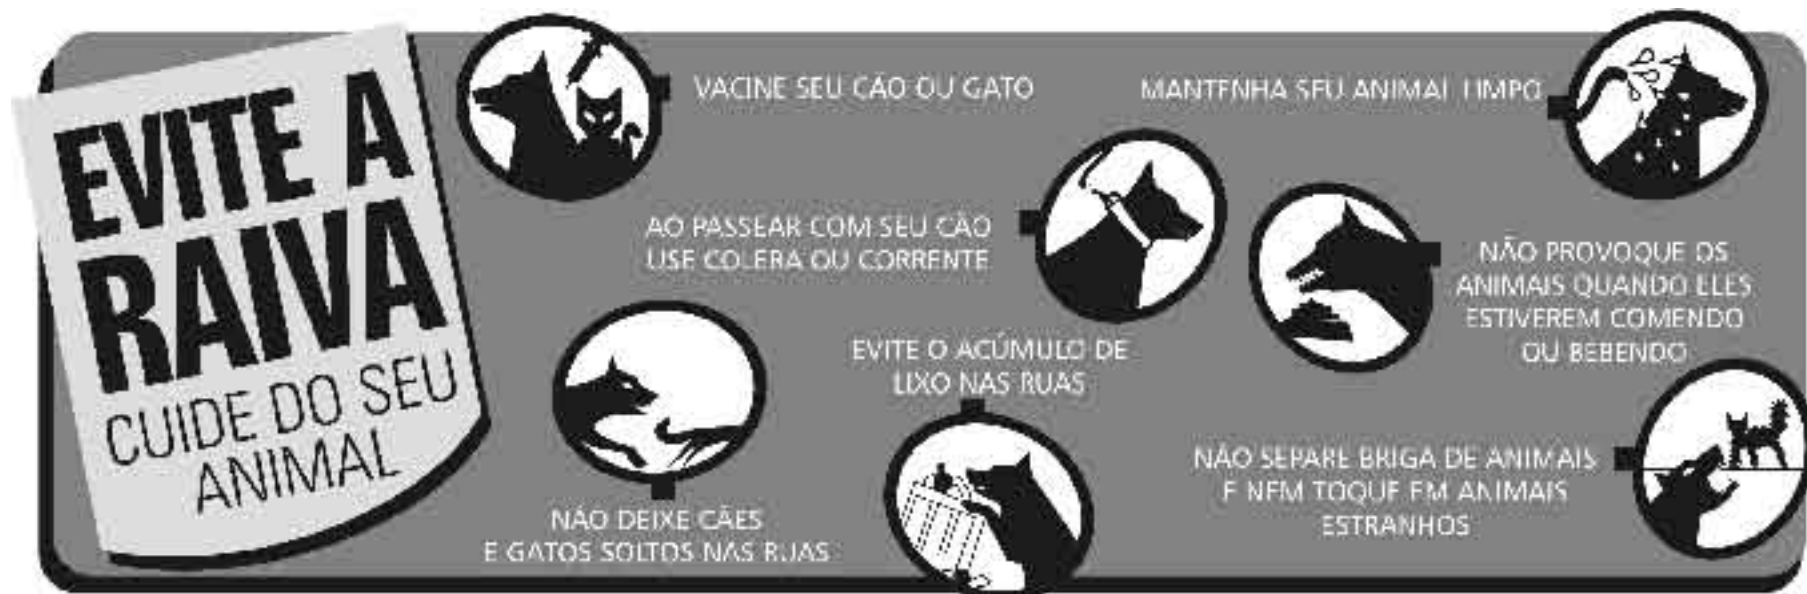 EVITE A
RAIVA
CUIDE DO SEU
ANIMAL
VACINE SEU CÃO OU GATO
MANTENHA SEU ANIMAL LIMPO
AO PASSEAR COM SEU CÃO
USE COLERA OU CORRENTE
NÃO PROVOQUE OS
ANIMAIS QUANDO ELES
ESTIVEREM COMENDO
OU BEBENDO
EVITE O ACÚMULO DE
LIXO NAS RUAS
NÃO DEIXE CÃES
E GATOS SOLTOS NAS RUAS
NÃO SEPARE BRIGA DE ANIMAIS
E NEM TOQUE EM ANIMAIS
ESTRANHOS